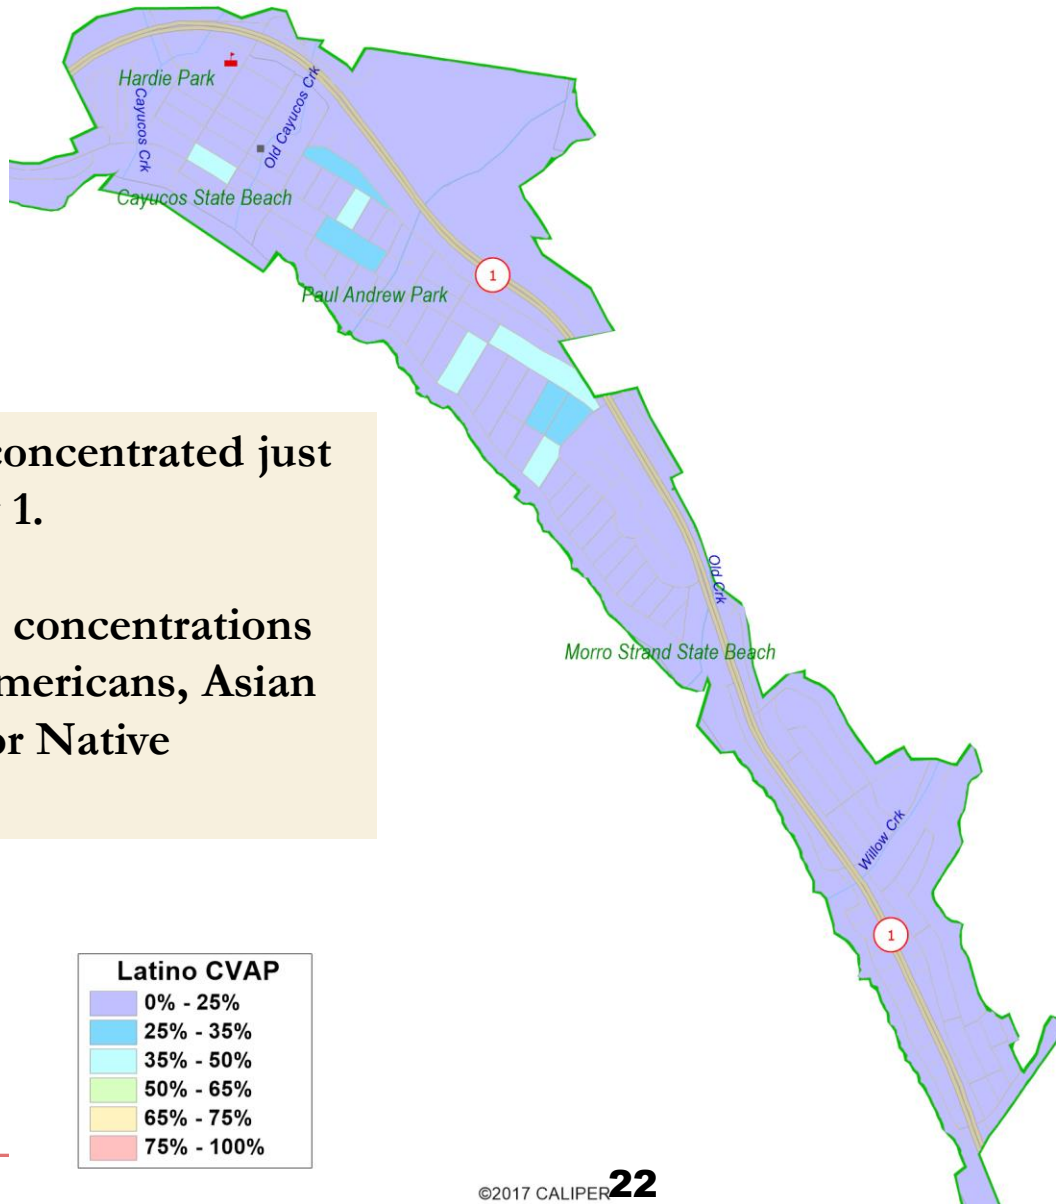 Hardie Park
Cayucos Crk
Old Cayucos Crk
Cayucos State Beach
Paul Andrew Park
1
concentrated just
1.
concentrations
mericans, Asian
or Native
Old Crk
Morro Strand State Beach
Willow Crk
1
Latino CVAP
0% - 25%
25% - 35%
35% - 50%
50% - 65%
65% - 75%
75% - 100%
©2017 CALIPER
22